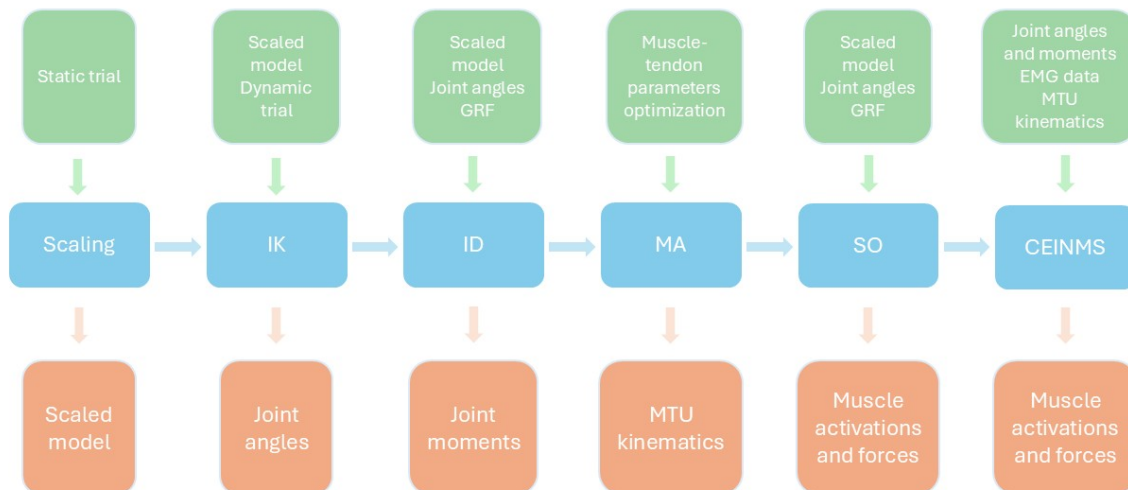 Static trial
Scaled
model
Dynamic
trial
Scaled
model
Joint angles
GRF
Muscle-
tendon
parameters
optimization
Scaled
model
Joint angles
GRF
Joint angles
and moments
EMG data
MTU
kinematics
Scaling
IK
ID
MA
SO
CEINMS
Scaled
model
Joint
angles
Joint
moments
MTU
kinematics
Muscle
activations
and forces
Muscle
activations
and forces